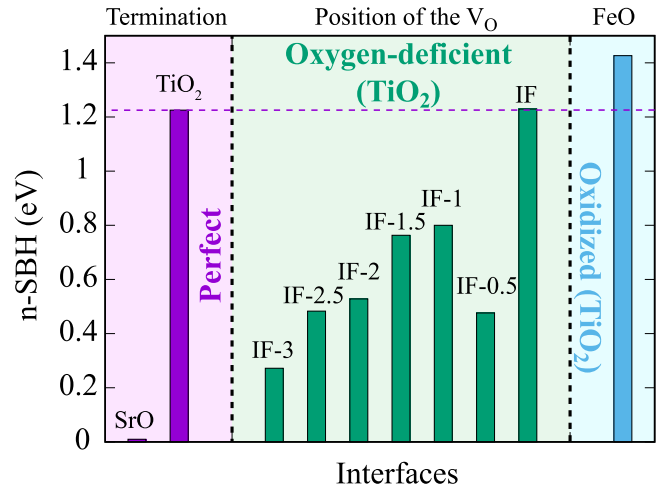 Termination
Position of the V_O
FeO
Oxygen-deficient
(TiO₂)
TiO₂
IF
IF-1
IF-1.5
IF-2
IF-2.5
IF-0.5
IF-3
SrO
Perfect
Oxidized (TiO₂)
1.4
1.2
1
0.8
0.6
0.4
0.2
0
n-SBH (eV)
Interfaces